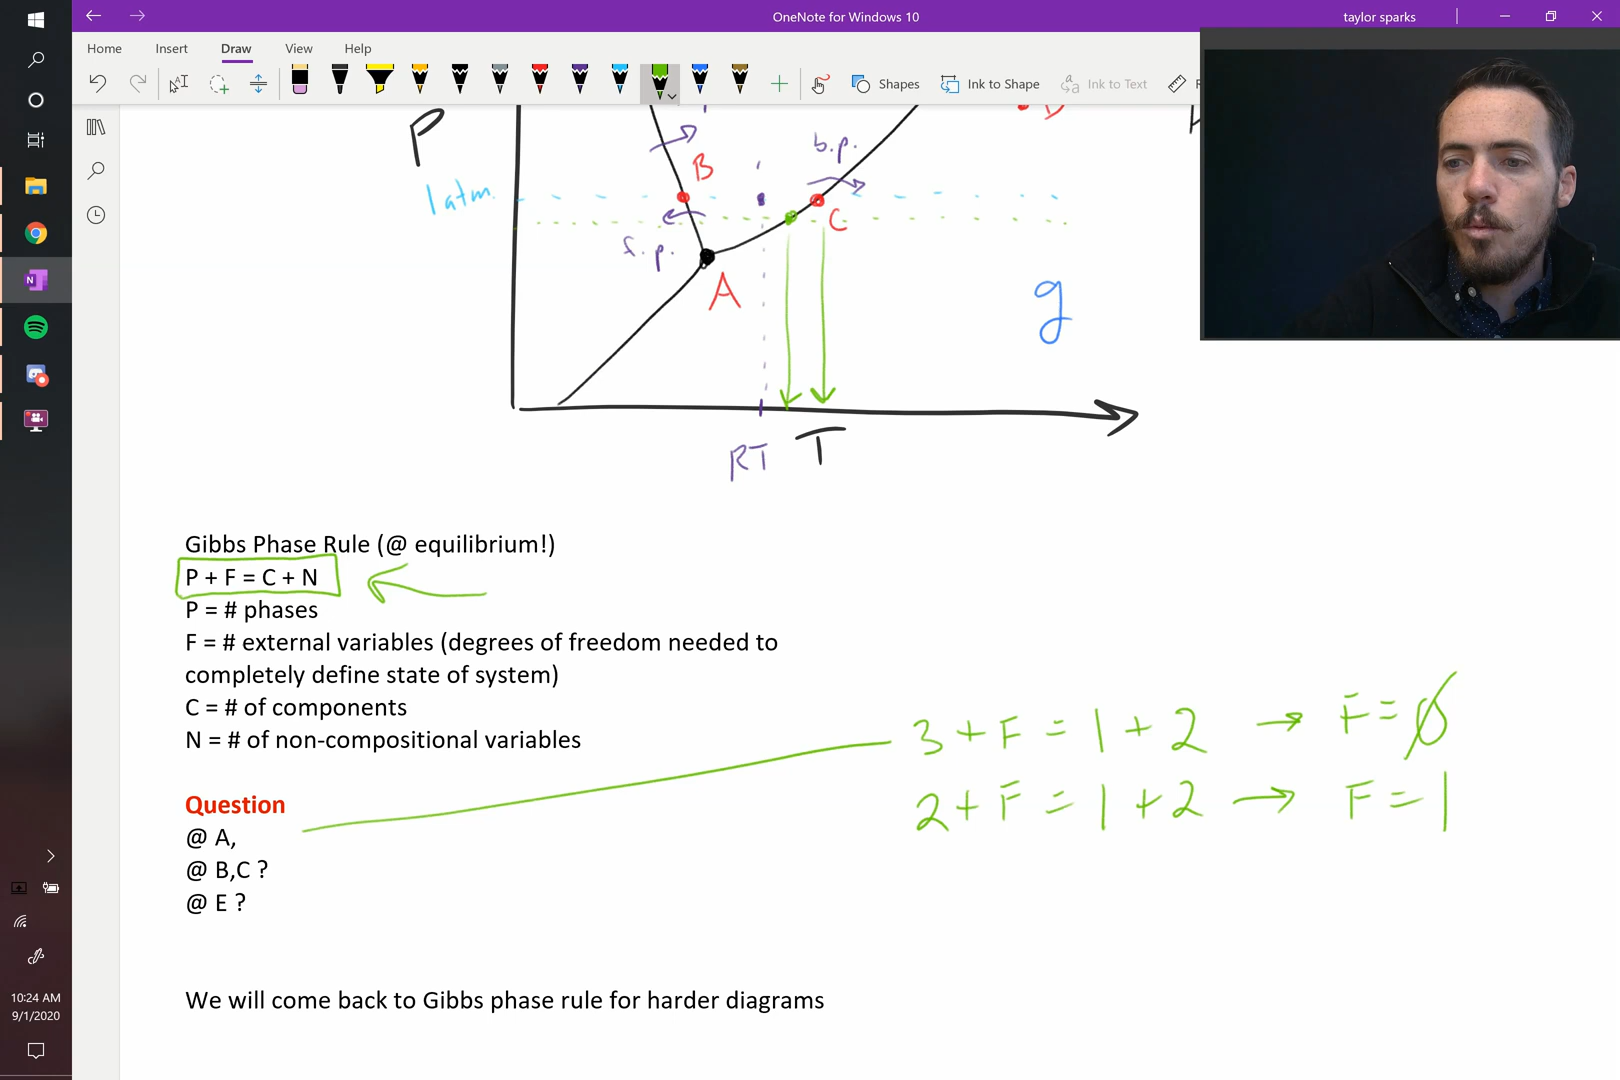 OneNote for Windows 10
taylor sparks
Home Insert Draw View Help
Shapes
Ink to Shape
Ink to Text
P
1 atm.
B
b.p.
D
C
f.p.
A
g
RT T
Gibbs Phase Rule (@ equilibrium!)
P + F = C + N
P = # phases
F = # external variables (degrees of freedom needed to
completely define state of system)
C = # of components
N = # of non-compositional variables
3 + F = 1 + 2 → F = 0
2 + F = 1 + 2 → F = 1
Question
@ A,
@ B,C ?
@ E ?
We will come back to Gibbs phase rule for harder diagrams
10:24 AM
9/1/2020